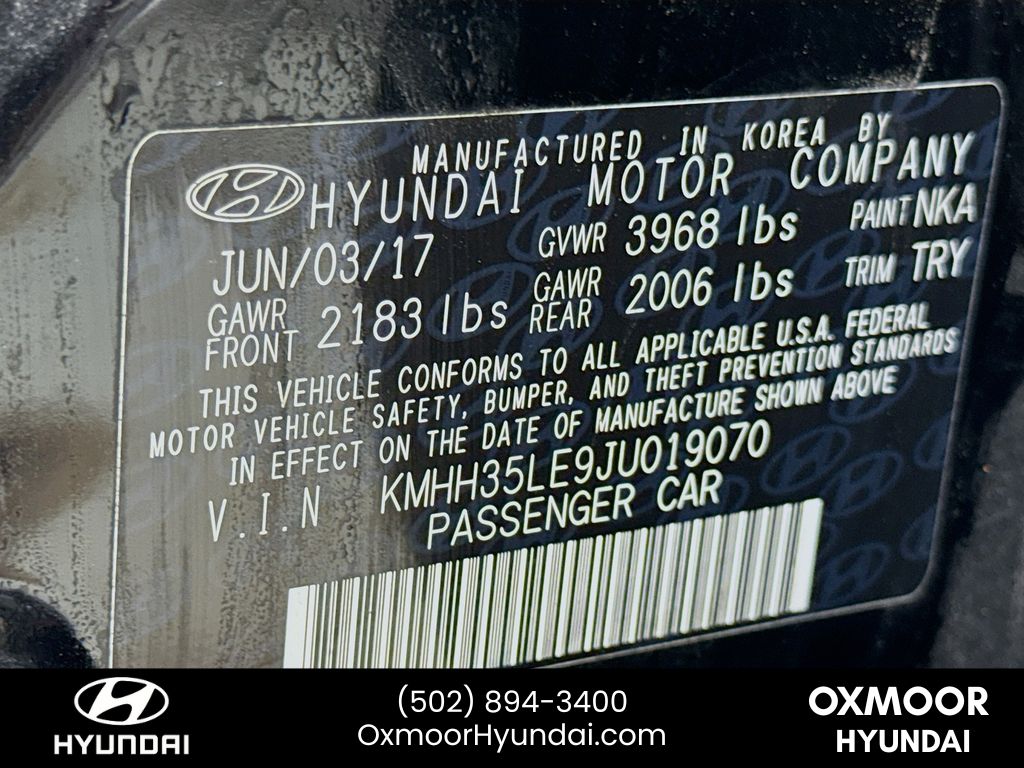 MANUFACTURED IN KOREA BY
HYUNDAI MOTOR COMPANY
JUN/03/17 GVWR 3968 lbs PAINT NKA
GAWR FRONT 2183 lbs GAWR REAR 2006 lbs TRIM TRY
THIS VEHICLE CONFORMS TO ALL APPLICABLE U.S.A. FEDERAL
MOTOR VEHICLE SAFETY, BUMPER, AND THEFT PREVENTION STANDARDS
IN EFFECT ON THE DATE OF MANUFACTURE SHOWN ABOVE
V.I.N KMHH35LE9JU019070
PASSENGER CAR
HYUNDAI
(502) 894-3400
OxmoorHyundai.com
OXMOOR
HYUNDAI